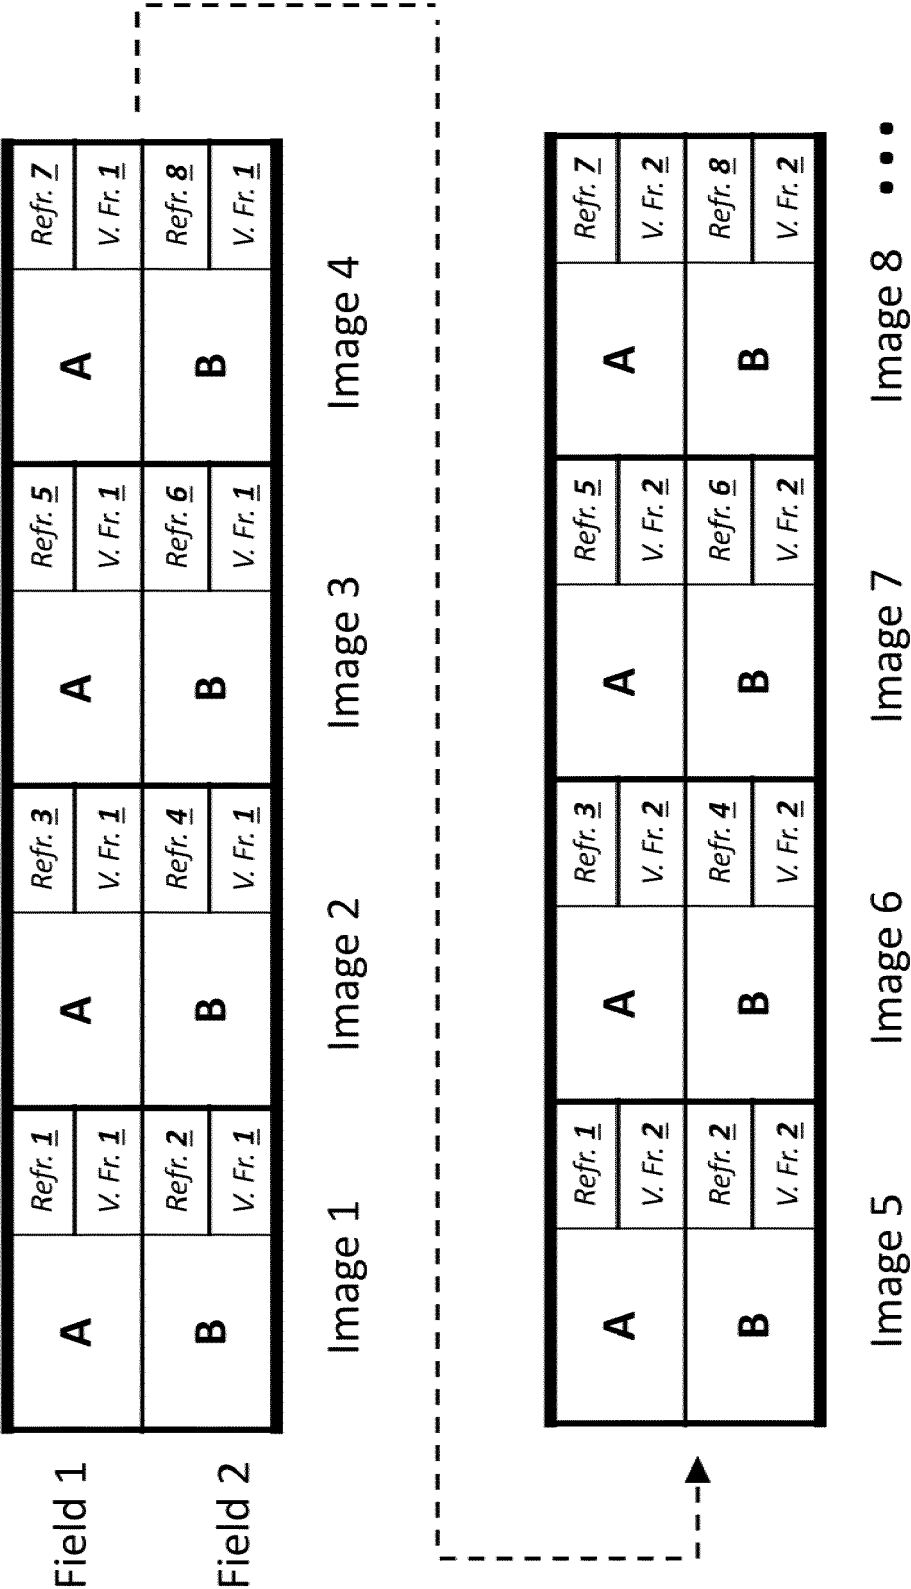 Field 1
A
Refr. 1
V. Fr. 1
A
Refr. 3
V. Fr. 1
A
Refr. 5
V. Fr. 1
A
Refr. 7
V. Fr. 1
Field 2
B
Refr. 2
V. Fr. 1
B
Refr. 4
V. Fr. 1
B
Refr. 6
V. Fr. 1
B
Refr. 8
V. Fr. 1
Image 1
Image 2
Image 3
Image 4
A
Refr. 1
V. Fr. 2
A
Refr. 3
V. Fr. 2
A
Refr. 5
V. Fr. 2
A
Refr. 7
V. Fr. 2
B
Refr. 2
V. Fr. 2
B
Refr. 4
V. Fr. 2
B
Refr. 6
V. Fr. 2
B
Refr. 8
V. Fr. 2
Image 5
Image 6
Image 7
Image 8
...